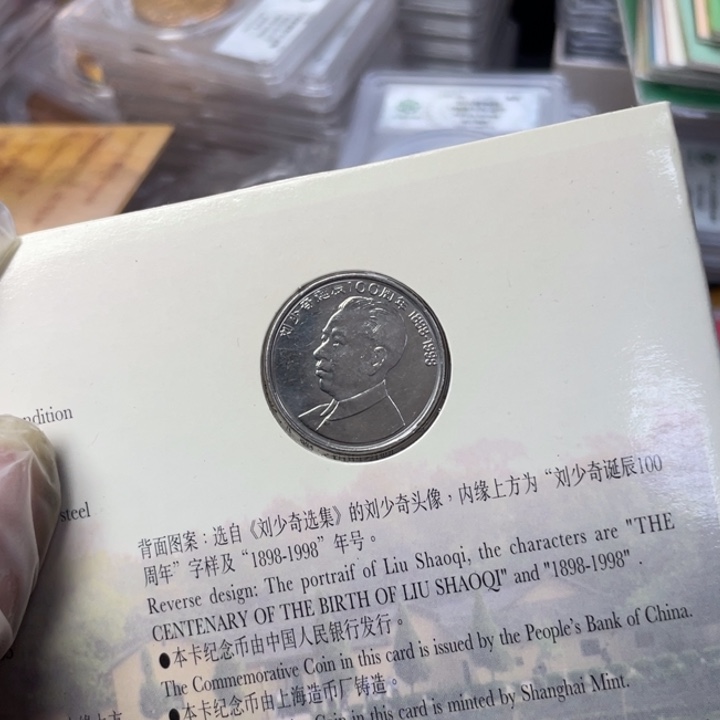 刘少奇诞辰100周年 1898-1998
ndition
steel
背面图案：选自《刘少奇选集》的刘少奇头像，内缘上方为“刘少奇诞辰100
周年”字样及“1898-1998”年号。
Reverse design: The portraif of Liu Shaoqi, the characters are "THE
CENTENARY OF THE BIRTH OF LIU SHAOQI" and "1898-1998" .
●本卡纪念币由中国人民银行发行。
The Commemorative Coin in this card is issued by the People's Bank of China.
●本卡纪念币由上海造币厂铸造。
Coin in this card is minted by Shanghai Mint.